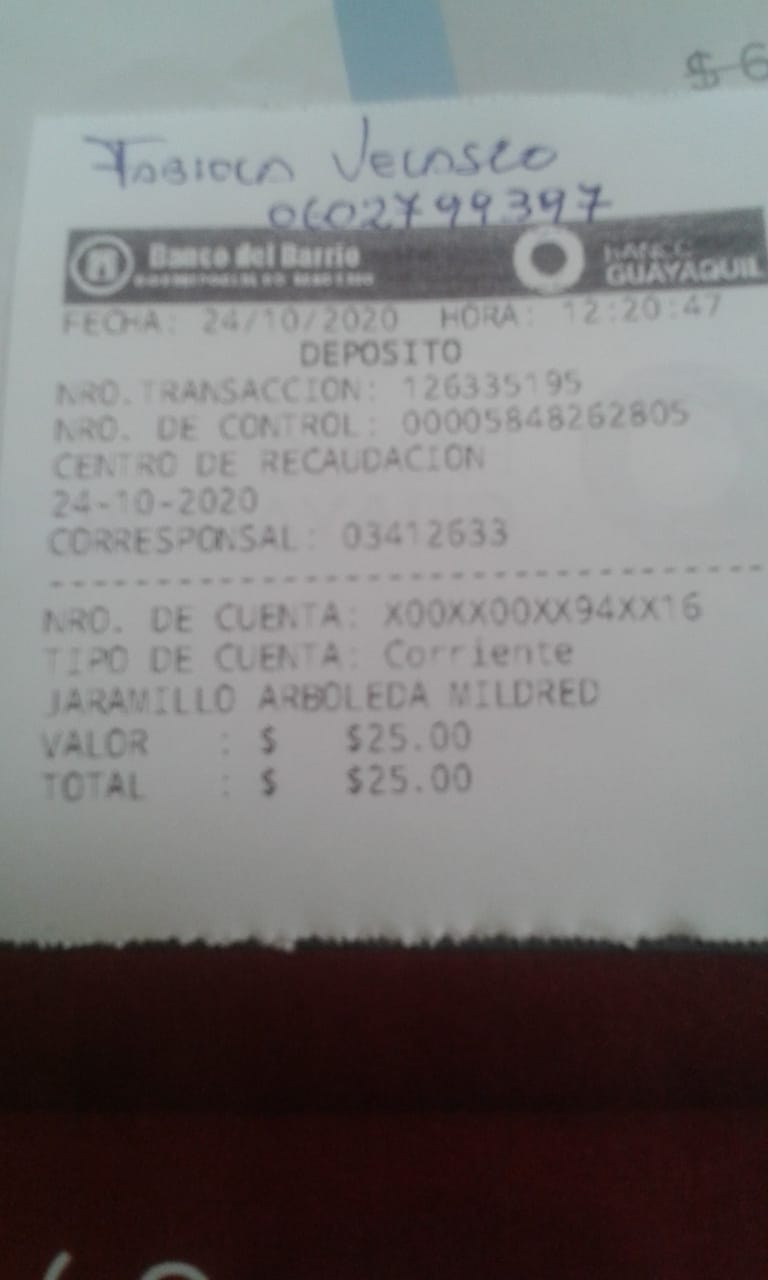 $ 6
Fabiola Velasco
0602799397
Banco del Barrio
BANCO GUAYAQUIL
FECHA: 24/10/2020 HORA: 12:20:47
DEPOSITO
NRO.TRANSACCION: 126335195
NRO. DE CONTROL: 00005848262805
CENTRO DE RECAUDACION
24-10-2020
CORRESPONSAL: 03412633
NRO. DE CUENTA: X00XX00XX94XX16
TIPO DE CUENTA: Corriente
JARAMILLO ARBOLEDA MILDRED
VALOR : $ $25.00
TOTAL : $ $25.00